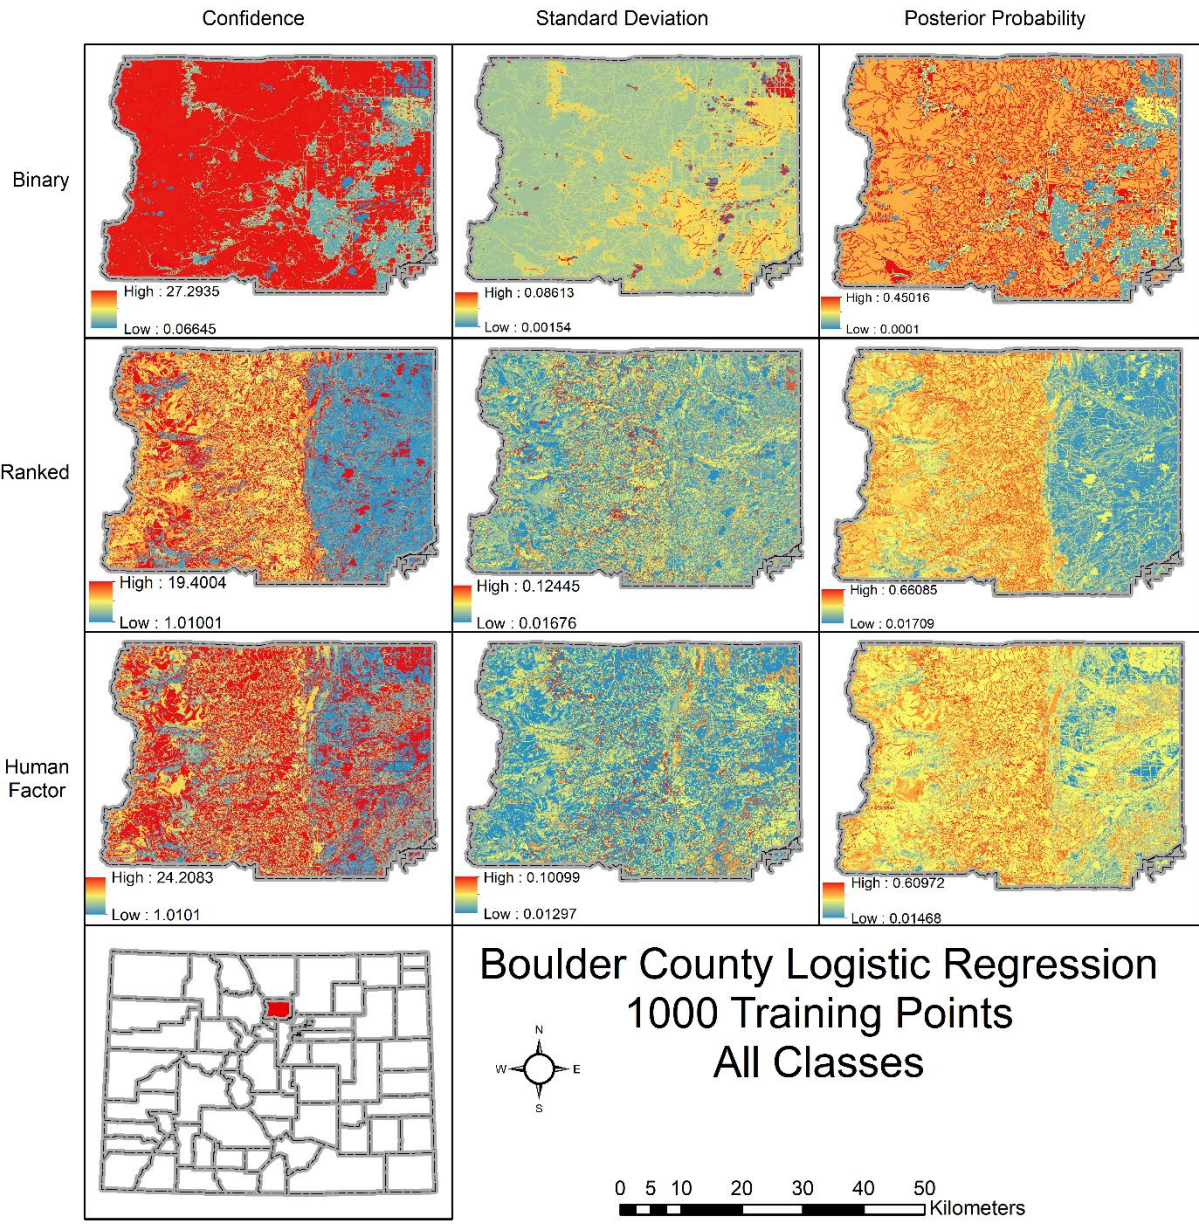 Confidence
Standard Deviation
Posterior Probability
Binary
High : 27.2935
Low : 0.06645
High : 0.08613
Low : 0.00154
High : 0.45016
Low : 0.0001
Ranked
High : 19.4004
Low : 1.01001
High : 0.12445
Low : 0.01676
High : 0.66085
Low : 0.01709
Human
Factor
High : 24.2083
Low : 1.0101
High : 0.10099
Low : 0.01297
High : 0.60972
Low : 0.01468
Boulder County Logistic Regression
1000 Training Points
All Classes
N
W E
S
0 5 10 20 30 40 50
Kilometers